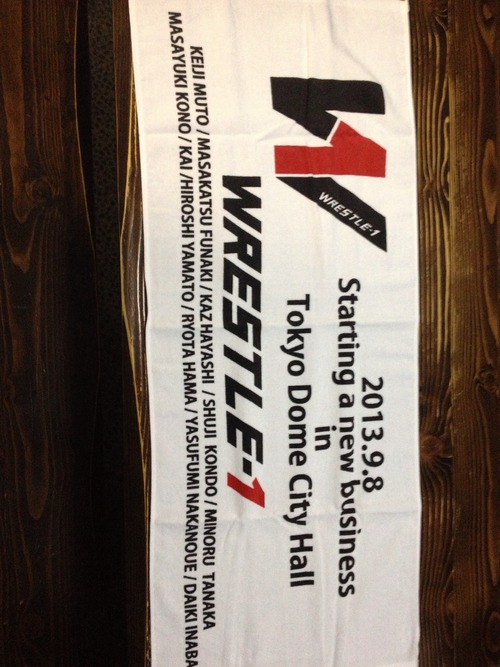 WRESTLE-1
2013.9.8
Starting a new business
in
Tokyo Dome City Hall
WRESTLE-1
KEIJI MUTO / MASAKATSU FUNAKI / KAZ HAYASHI / SHUJI KONDO / MINORU TANAKA
MASAYUKI KONO / KAI /HIROSHI YAMATO / RYOTA HAMA / YASUFUMI NAKANOUE / DAIKI INABA